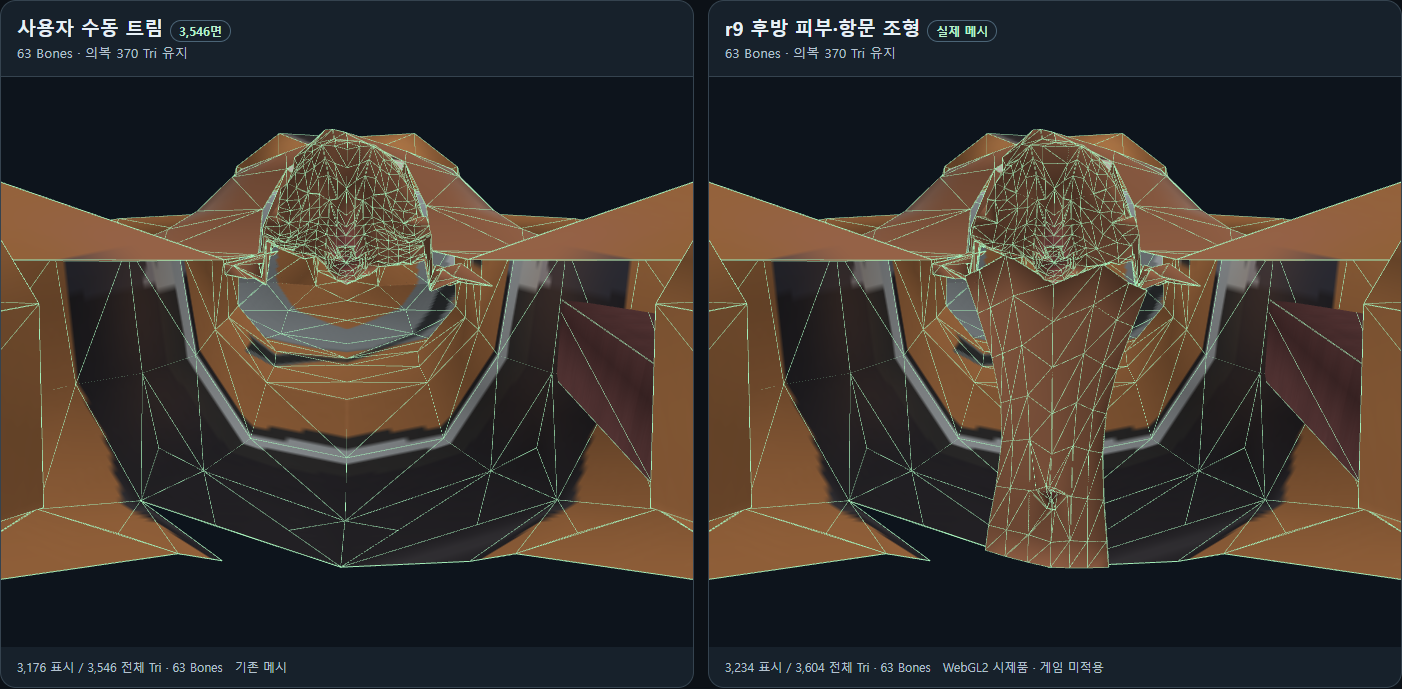 사용자 수동 트림 3,546면
63 Bones · 의복 370 Tri 유지
3,176 표시 / 3,546 전체 Tri · 63 Bones 기존 메시
r9 후방 피부·항문 조형 실제 메시
63 Bones · 의복 370 Tri 유지
3,234 표시 / 3,604 전체 Tri · 63 Bones WebGL2 시제품 · 게임 미적용